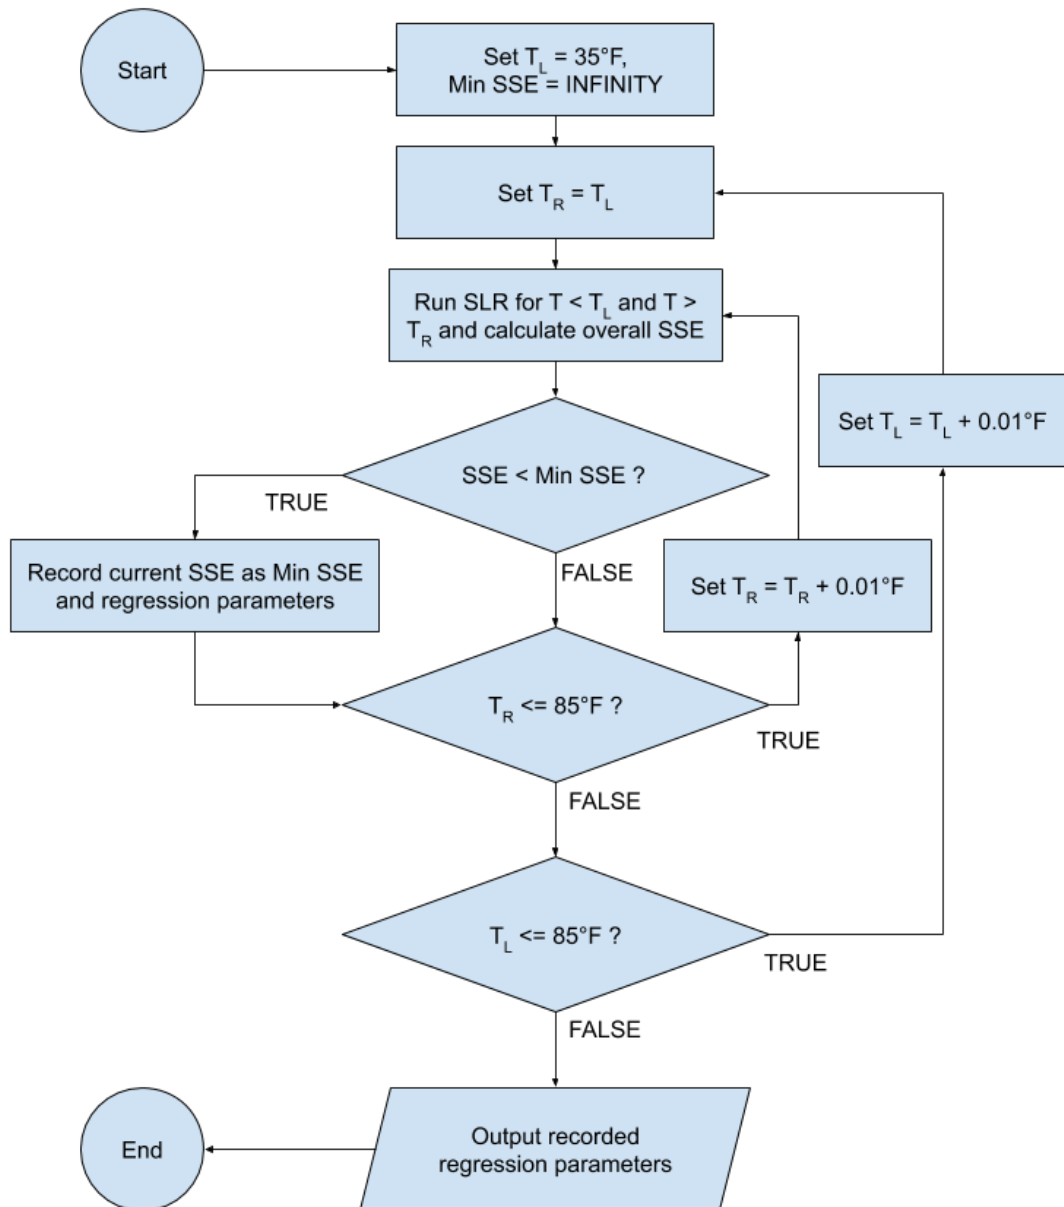 Start
Set T_L = 35°F,
Min SSE = INFINITY
Set T_R = T_L
Run SLR for T < T_L and T >
T_R and calculate overall SSE
Set T_L = T_L + 0.01°F
SSE < Min SSE ?
TRUE
FALSE
Record current SSE as Min SSE
and regression parameters
Set T_R = T_R + 0.01°F
T_R <= 85°F ?
TRUE
FALSE
T_L <= 85°F ?
TRUE
FALSE
End
Output recorded
regression parameters